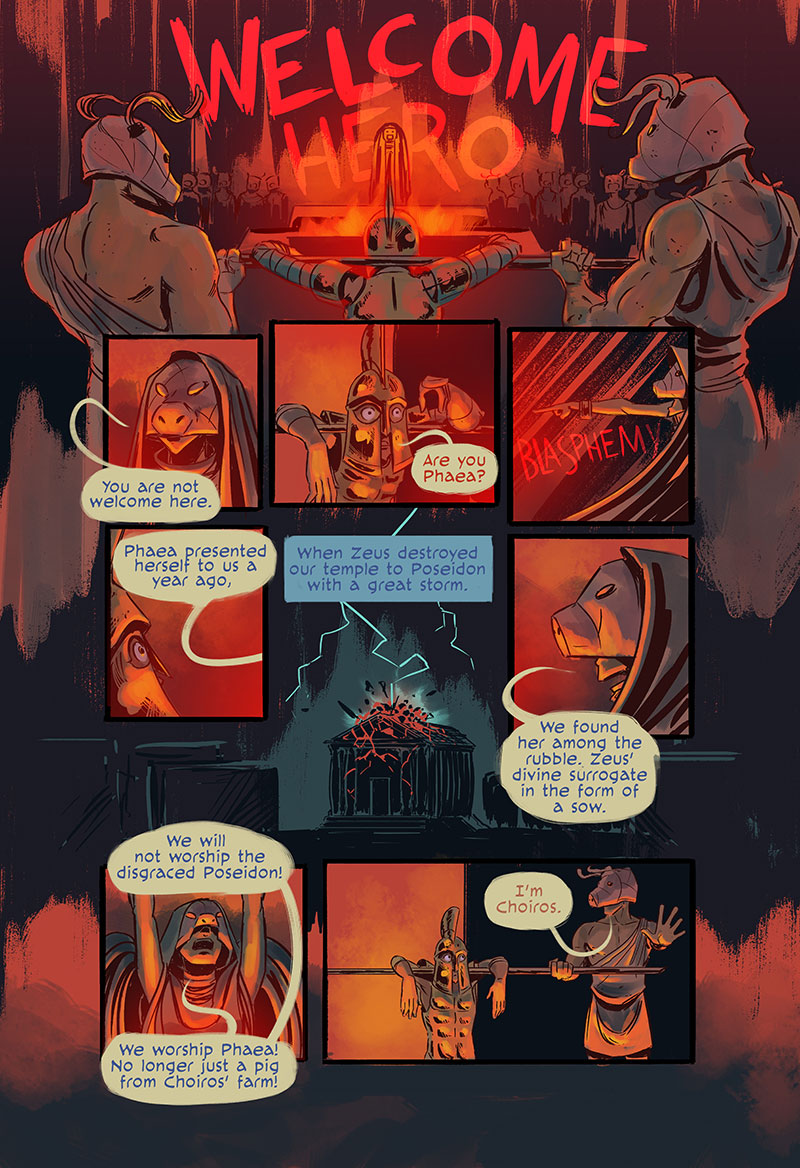 WELCOME
HERO
You are not
welcome here.
Are you
Phaea?
BLASPHEMY
Phaea presented
herself to us a
year ago,
When Zeus destroyed
our temple to Poseidon
with a great storm.
We found
her among the
rubble. Zeus'
divine surrogate
in the form of
a sow.
We will
not worship the
disgraced Poseidon!
We worship Phaea!
No longer just a pig
from Choiros' farm!
I'm
Choiros.